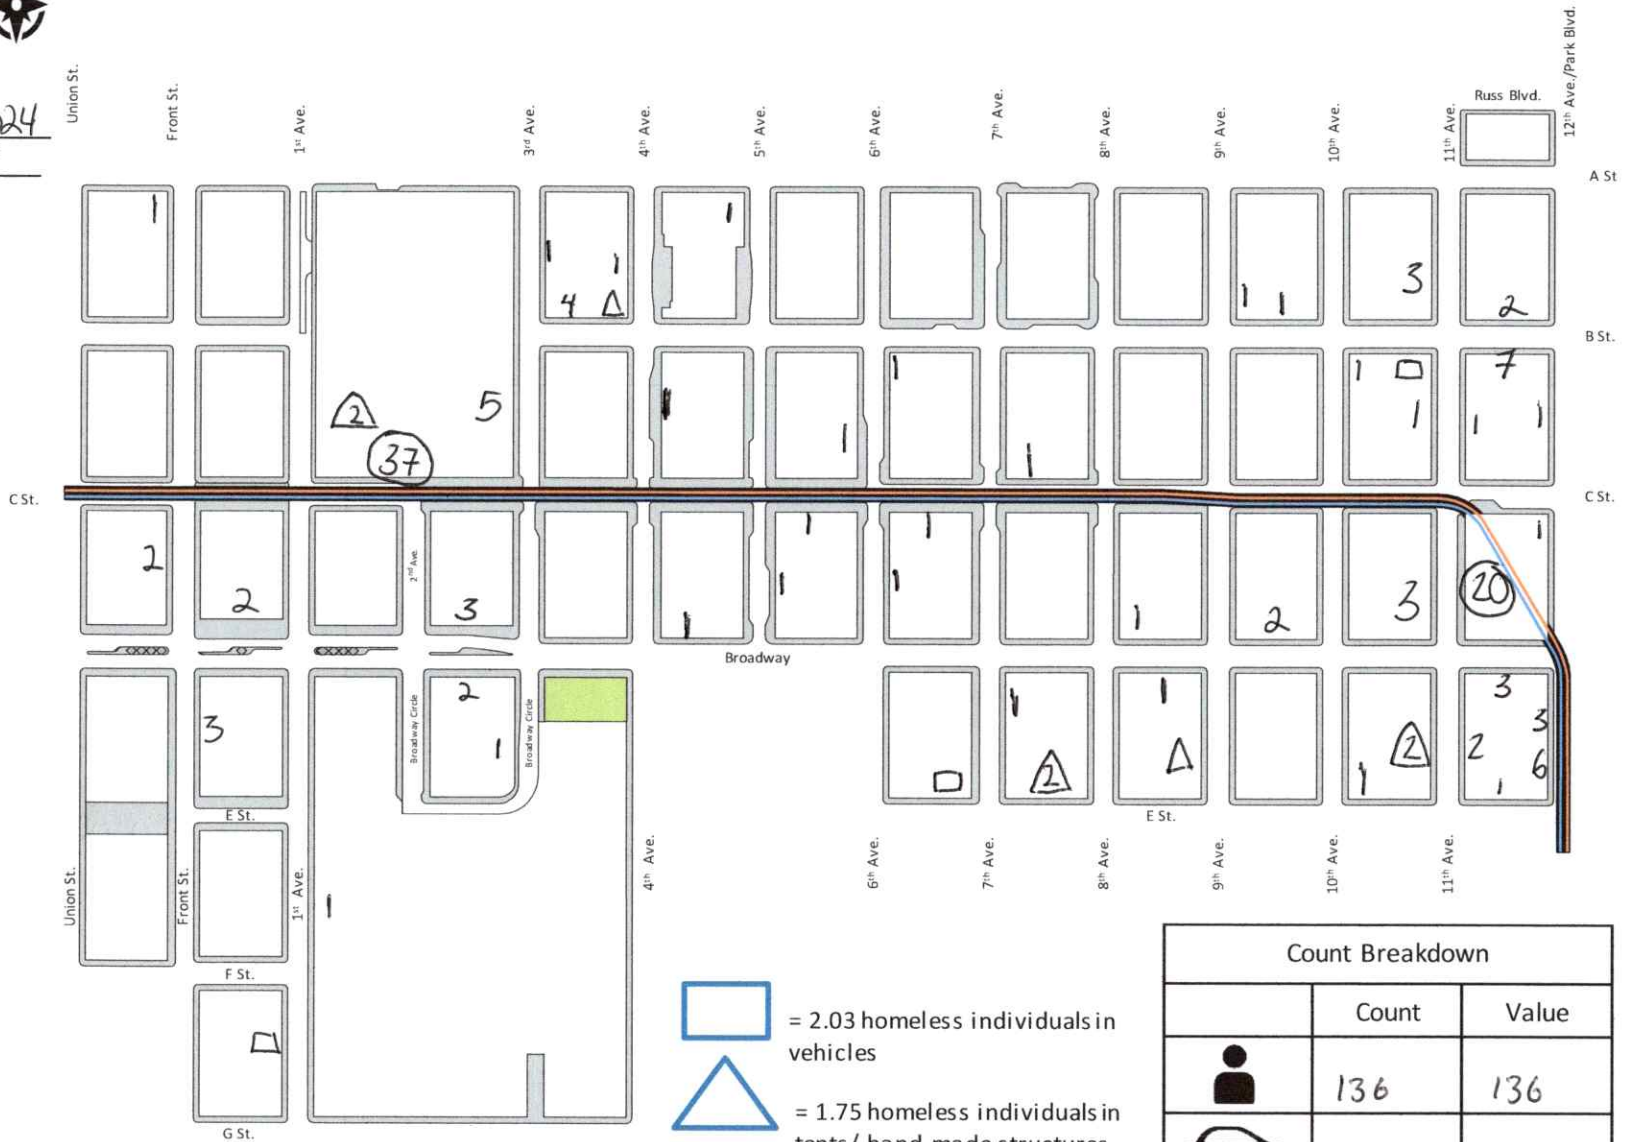 024
Union St.
Front St.
1st Ave.
3rd Ave.
4th Ave.
5th Ave.
6th Ave.
7th Ave.
8th Ave.
9th Ave.
10th Ave.
11th Ave.
12th Ave./Park Blvd.
Russ Blvd.
A St
1
1
1
1
4
1
1
3
2
B St.
2
5
37
1
1
1
1
1
1
7
1
1
C St.
C St.
2
2
2nd Ave.
3
1
1
1
1
1
1
2
3
20
1
Broadway
3
Broadway Circle
2
1
Broadway Circle
1
2
1
1
2
3
3
2
6
1
E St.
E St.
Union St.
Front St.
1st Ave.
1
4th Ave.
6th Ave.
7th Ave.
8th Ave.
9th Ave.
10th Ave.
11th Ave.
F St.
G St.
= 2.03 homeless individuals in
vehicles
= 1.75 homeless individuals in
tents/ hand-made structures
Count Breakdown
Count Value
136 136